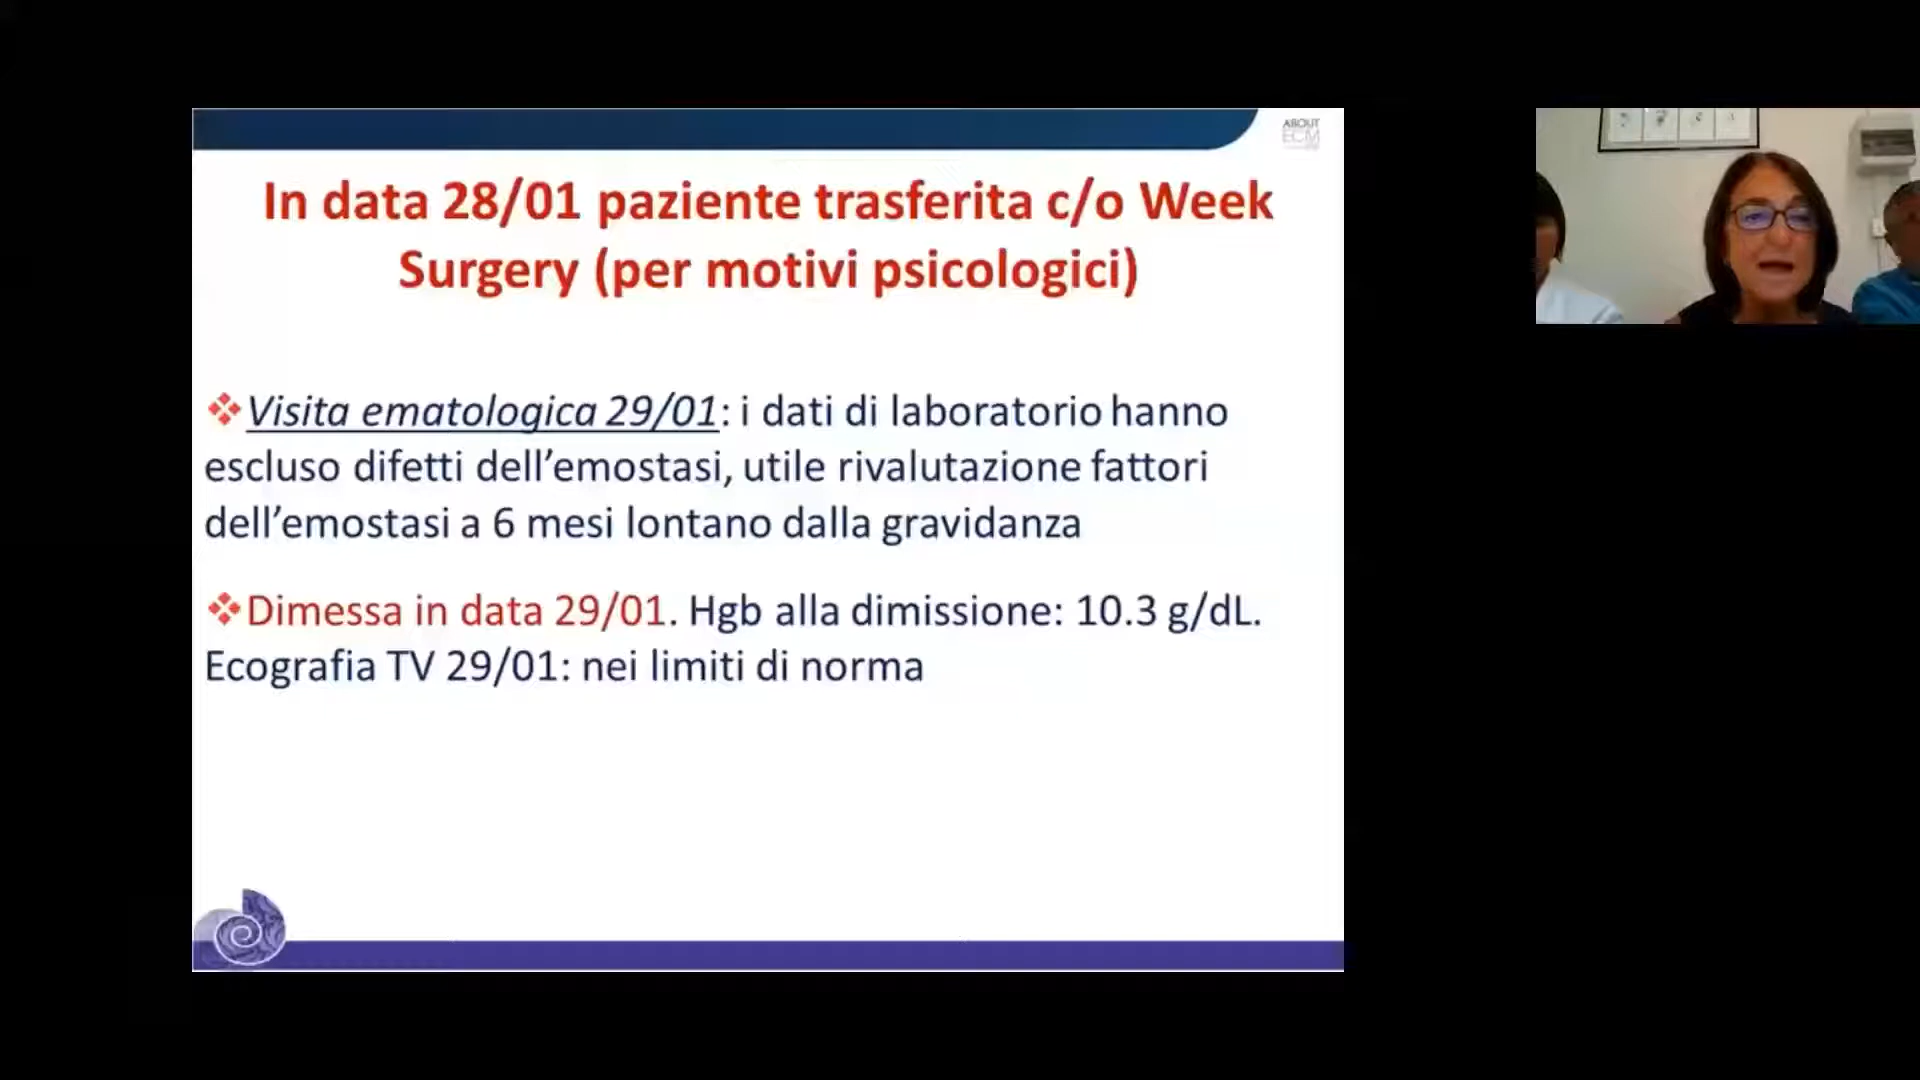 ABOUT
ECM
In data 28/01 paziente trasferita c/o Week
Surgery (per motivi psicologici)
❖Visita ematologica 29/01: i dati di laboratorio hanno
escluso difetti dell’emostasi, utile rivalutazione fattori
dell’emostasi a 6 mesi lontano dalla gravidanza
❖Dimessa in data 29/01. Hgb alla dimissione: 10.3 g/dL.
Ecografia TV 29/01: nei limiti di norma